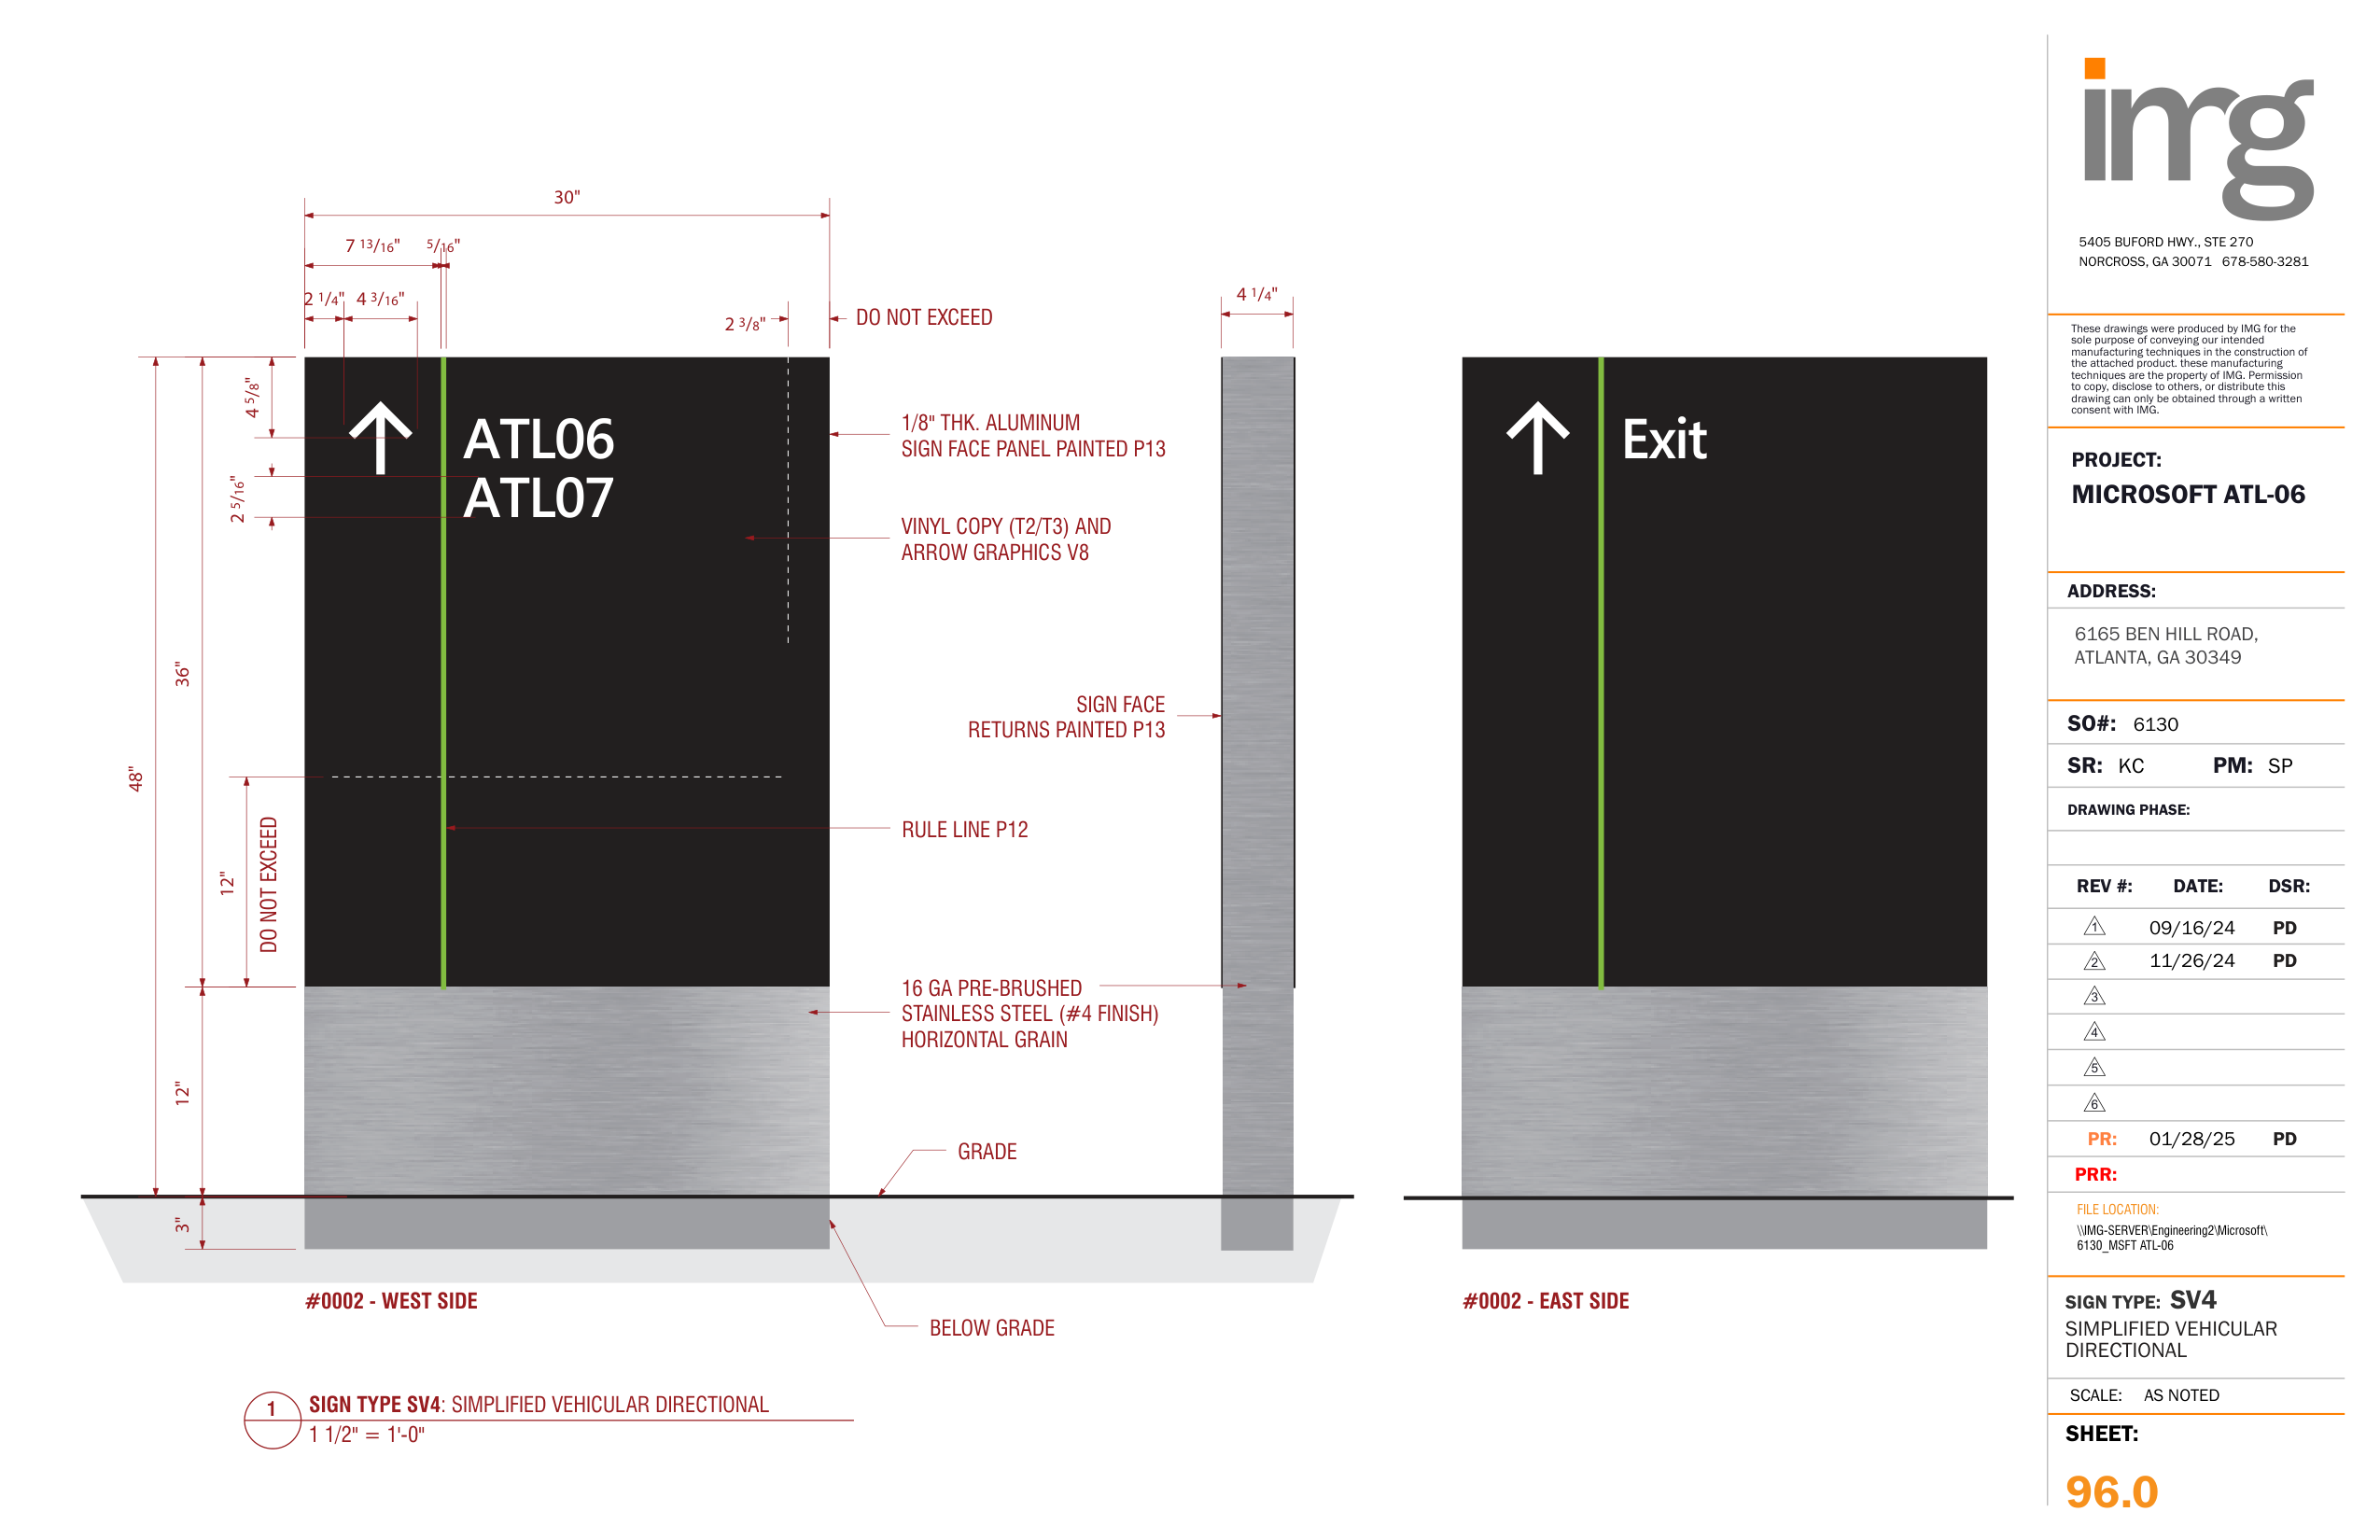 30"
7 13/16" 5/16"
2 1/4" 4 3/16"
2 3/8" DO NOT EXCEED
4 1/4"
4 5/8"
2 5/16"
36"
48"
12"
DO NOT EXCEED
12"
3"
ATL06
ATL07
1/8" THK. ALUMINUM
SIGN FACE PANEL PAINTED P13
VINYL COPY (T2/T3) AND
ARROW GRAPHICS V8
SIGN FACE
RETURNS PAINTED P13
RULE LINE P12
16 GA PRE-BRUSHED
STAINLESS STEEL (#4 FINISH)
HORIZONTAL GRAIN
GRADE
BELOW GRADE
#0002 - WEST SIDE
Exit
#0002 - EAST SIDE
1
SIGN TYPE SV4: SIMPLIFIED VEHICULAR DIRECTIONAL
1 1/2" = 1'-0"
img
5405 BUFORD HWY., STE 270
NORCROSS, GA 30071 678-580-3281
These drawings were produced by IMG for the
sole purpose of conveying our intended
manufacturing techniques in the construction of
the attached product. these manufacturing
techniques are the property of IMG. Permission
to copy, disclose to others, or distribute this
drawing can only be obtained through a written
consent with IMG.
PROJECT:
MICROSOFT ATL-06
ADDRESS:
6165 BEN HILL ROAD,
ATLANTA, GA 30349
SO#: 6130
SR: KC PM: SP
DRAWING PHASE:
REV #: DATE: DSR:
1 09/16/24 PD
2 11/26/24 PD
3
4
5
6
PR: 01/28/25 PD
PRR:
FILE LOCATION:
\\IMG-SERVER\Engineering2\Microsoft\
6130_MSFT ATL-06
SIGN TYPE: SV4
SIMPLIFIED VEHICULAR
DIRECTIONAL
SCALE: AS NOTED
SHEET:
96.0